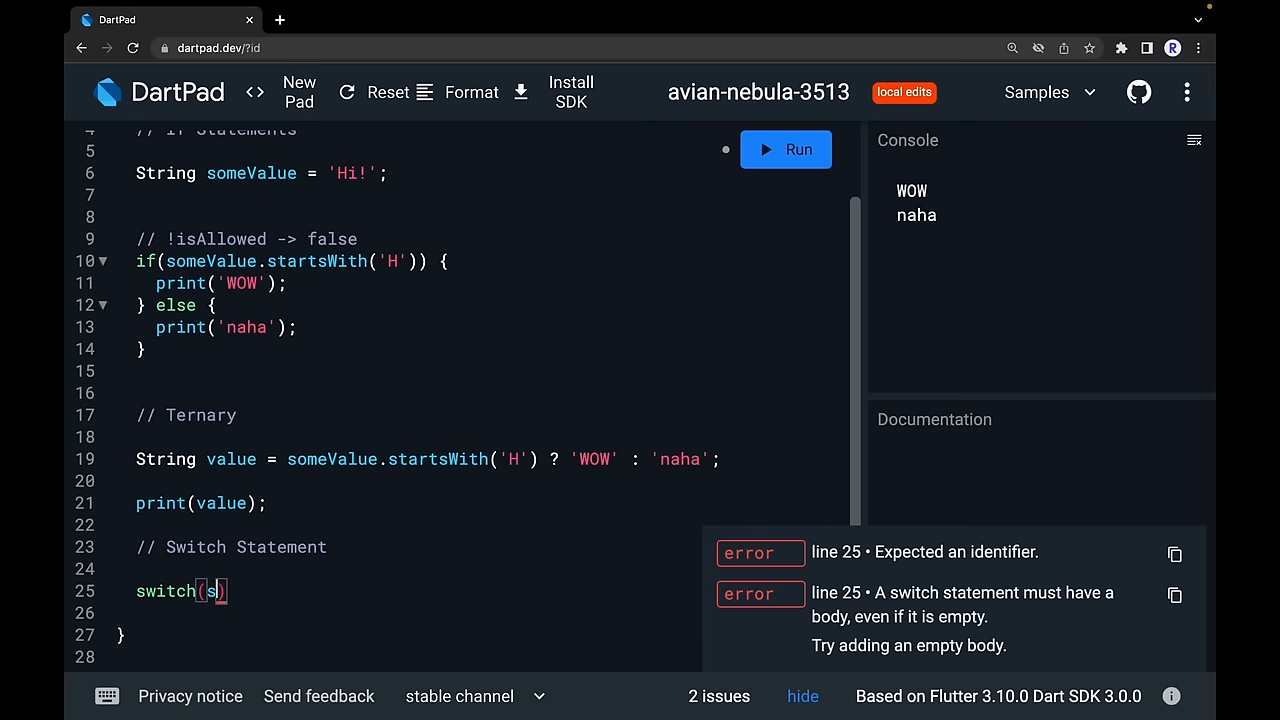 DartPad
dartpad.dev/?id
R
DartPad
<> New Pad
Reset
Format
Install SDK
avian-nebula-3513
local edits
Samples
4 // If Statements
5
6 String someValue = 'Hi!';
7
8
9 // !isAllowed -> false
10 if(someValue.startsWith('H')) {
11 print('WOW');
12 } else {
13 print('naha');
14 }
15
16
17 // Ternary
18
19 String value = someValue.startsWith('H') ? 'WOW' : 'naha';
20
21 print(value);
22
23 // Switch Statement
24
25 switch(s)
26
27 }
28
Run
Console
WOW
naha
Documentation
error line 25 • Expected an identifier.
error line 25 • A switch statement must have a
body, even if it is empty.
Try adding an empty body.
Privacy notice
Send feedback
stable channel
2 issues
hide
Based on Flutter 3.10.0 Dart SDK 3.0.0